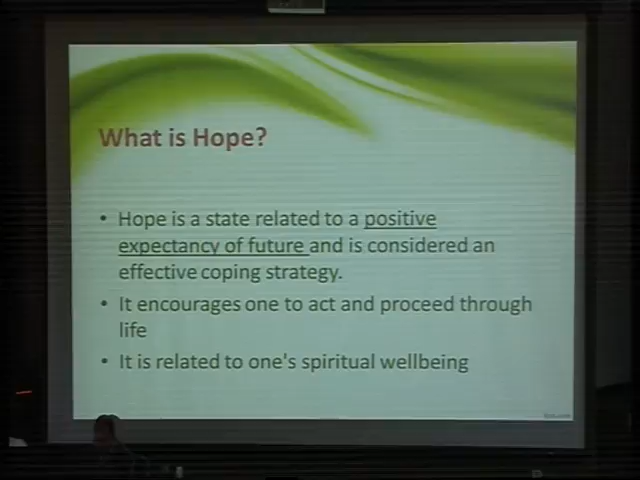 What is Hope?
• Hope is a state related to a positive
expectancy of future and is considered an
effective coping strategy.
• It encourages one to act and proceed through
life
• It is related to one's spiritual wellbeing